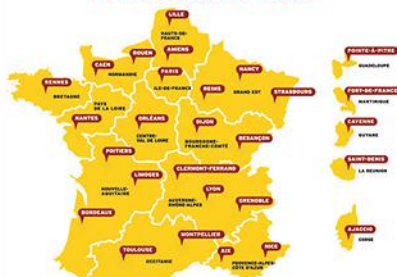 LILLE
HAUTS-DE-
FRANCE
AMIENS
ROUEN
CAEN
NORMANDIE
PARIS
ILE-DE-FRANCE
REIMS
NANCY
GRAND EST
STRASBOURG
RENNES
BRETAGNE
PAYS
DE LA LOIRE
NANTES
ORLÉANS
CENTRE-
VAL DE LOIRE
DIJON
BOURGOGNE-
FRANCHE-COMTÉ
BESANÇON
POITIERS
LIMOGES
NOUVELLE-
AQUITAINE
CLERMONT-FERRAND
LYON
AUVERGNE-
RHÔNE-ALPES
GRENOBLE
BORDEAUX
TOULOUSE
OCCITANIE
MONTPELLIER
AIX
NICE
PROVENCE-ALPES-
CÔTE D'AZUR
POINTE-À-PITRE
GUADELOUPE
FORT-DE-FRANCE
MARTINIQUE
CAYENNE
GUYANE
SAINT-DENIS
LA REUNION
AJACCIO
CORSE